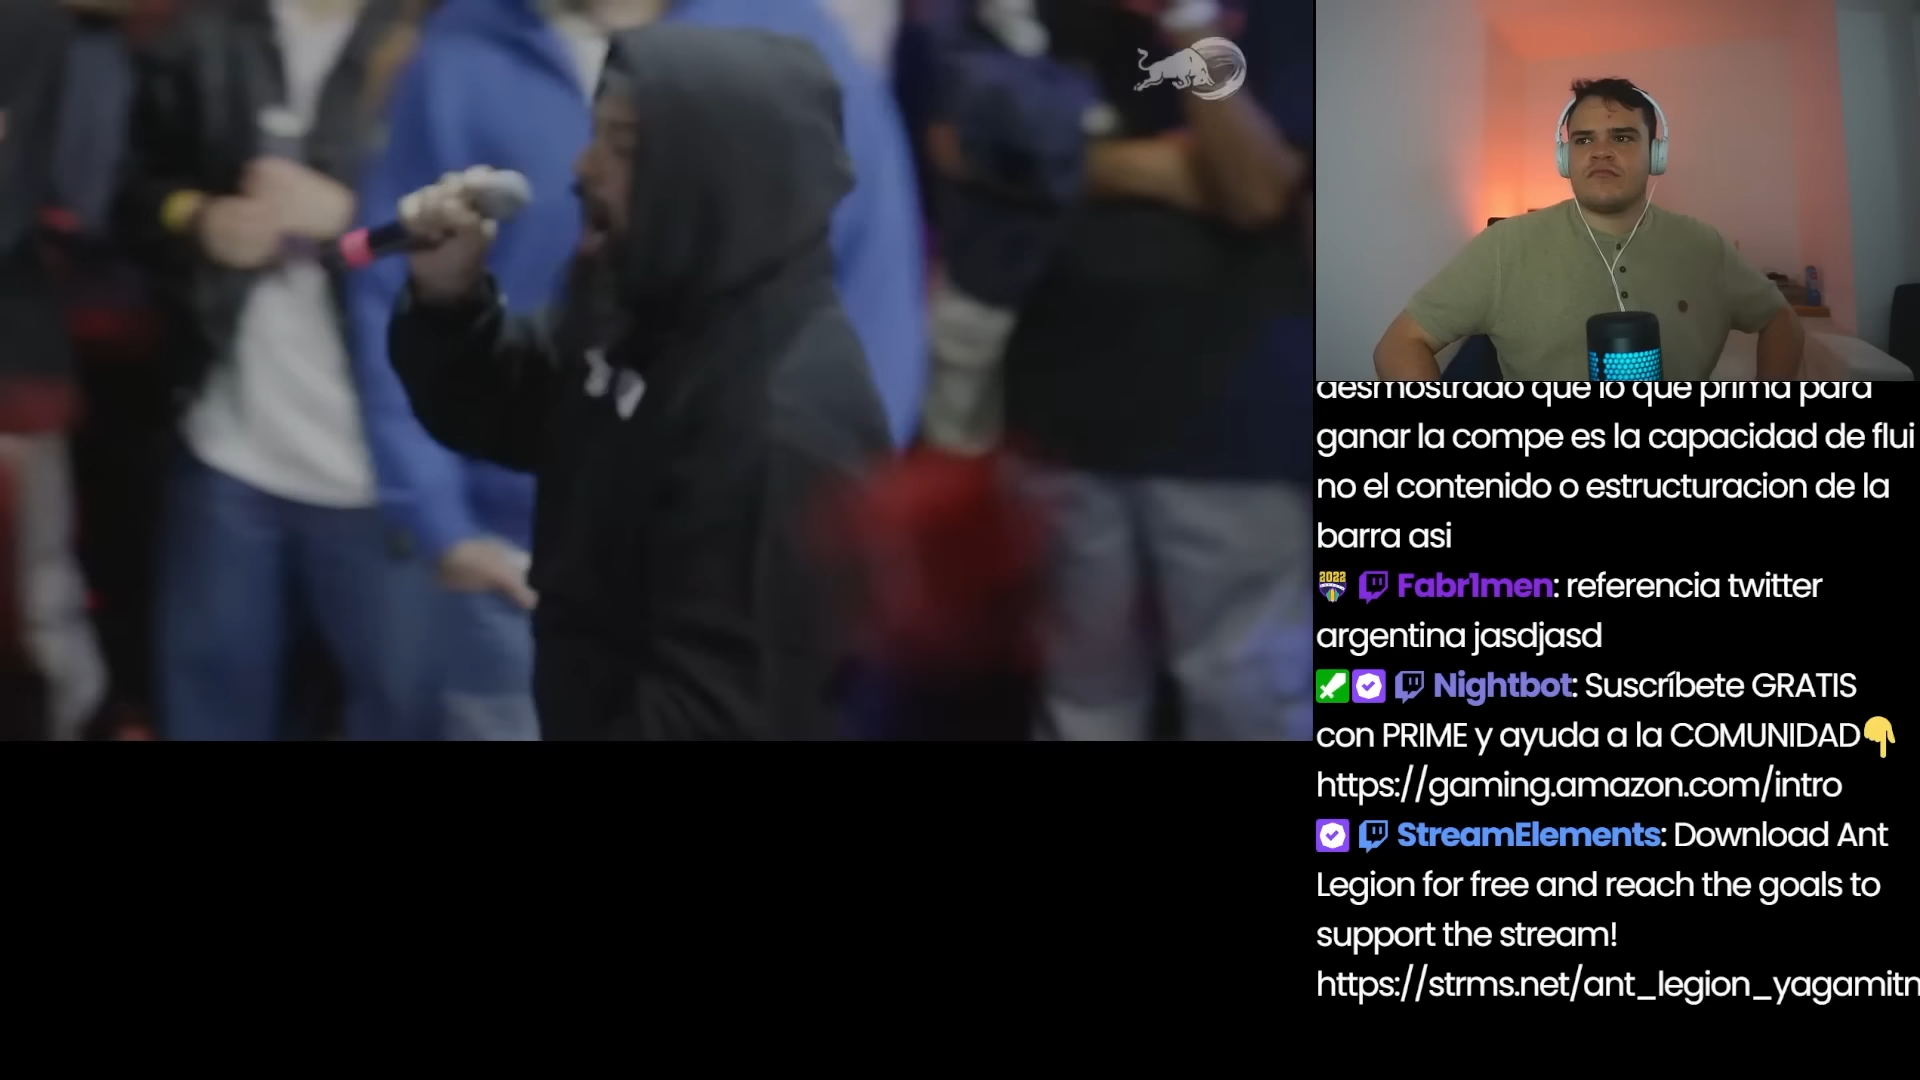 desmostrado que lo que prima para
ganar la compe es la capacidad de flui
no el contenido o estructuracion de la
barra asi
2022 Fabr1men: referencia twitter
argentina jasdjasd
Nightbot: Suscríbete GRATIS
con PRIME y ayuda a la COMUNIDAD👇
https://gaming.amazon.com/intro
StreamElements: Download Ant
Legion for free and reach the goals to
support the stream!
https://strms.net/ant_legion_yagamitn